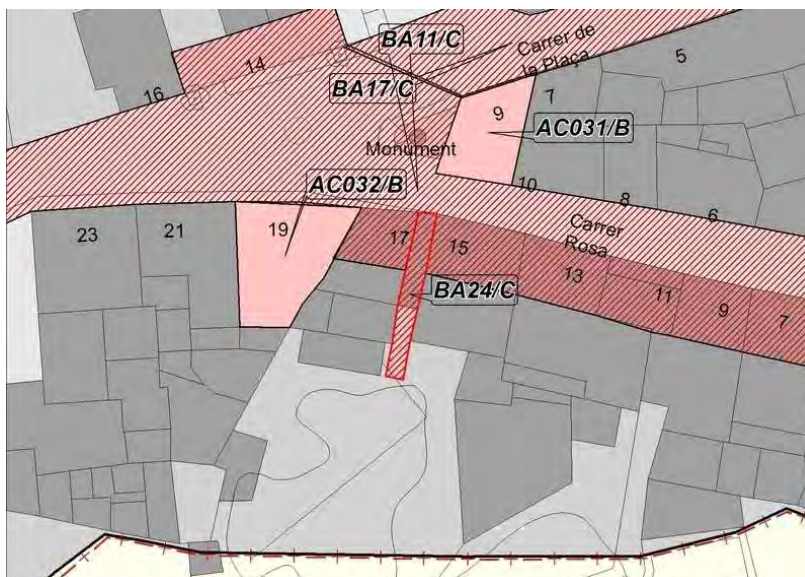 BA11/C
Carrer de
la Plaça
5
14
16
BA17/C
7
9
AC031/B
Monument
10
AC032/B
8
6
Carrer
Rosa
23
21
19
17
15
13
11
9
7
BA24/C